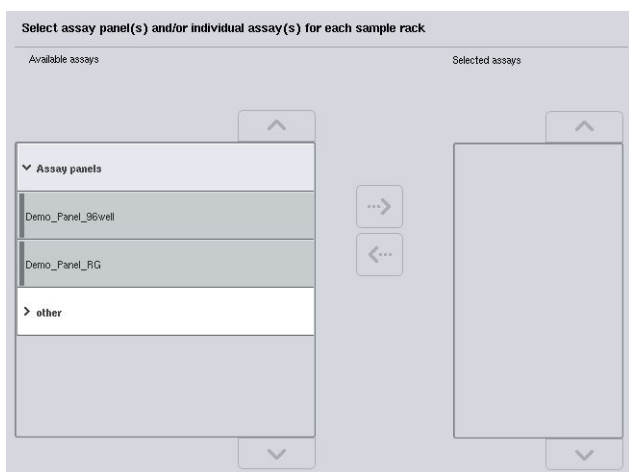 Select assay panel(s) and/or individual assay(s) for each sample rack
Available assays
Selected assays
Assay panels
Demo_Panel_96well
Demo_Panel_RG
other